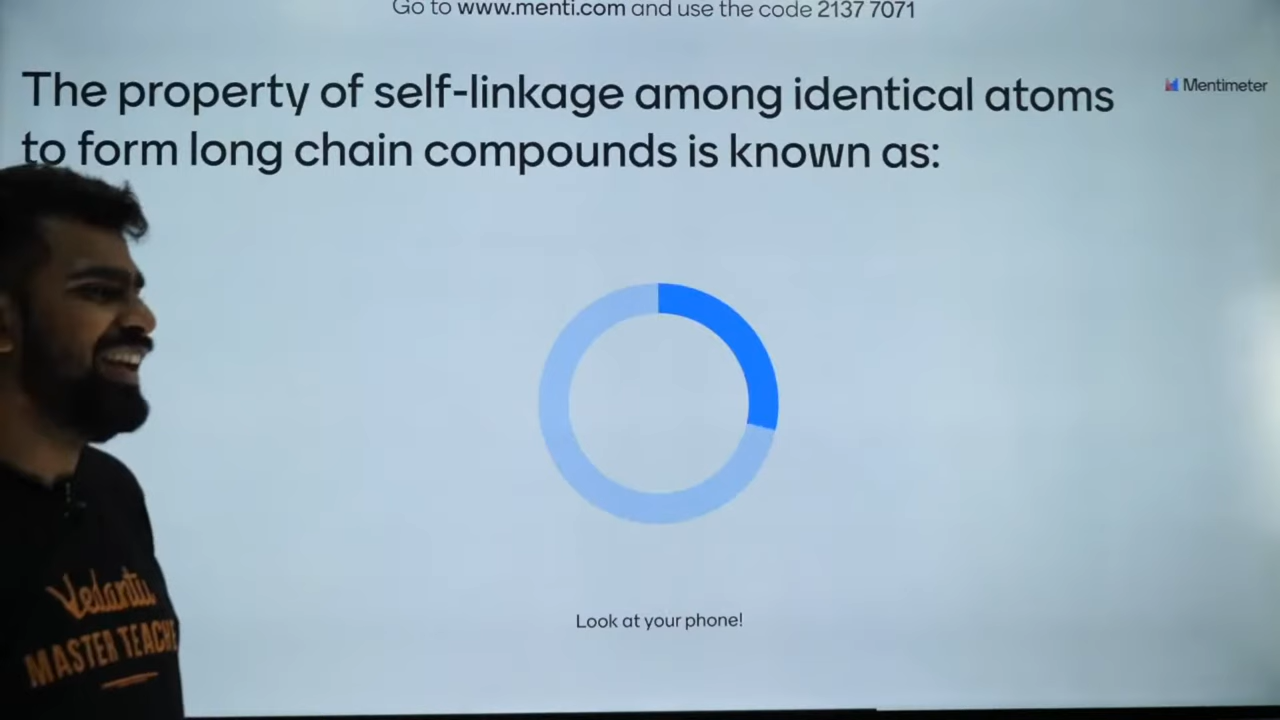 Go to www.menti.com and use the code 2137 7071
The property of self-linkage among identical atoms
Mentimeter
to form long chain compounds is known as:
Look at your phone!
Vedantu
MASTER TEACHE